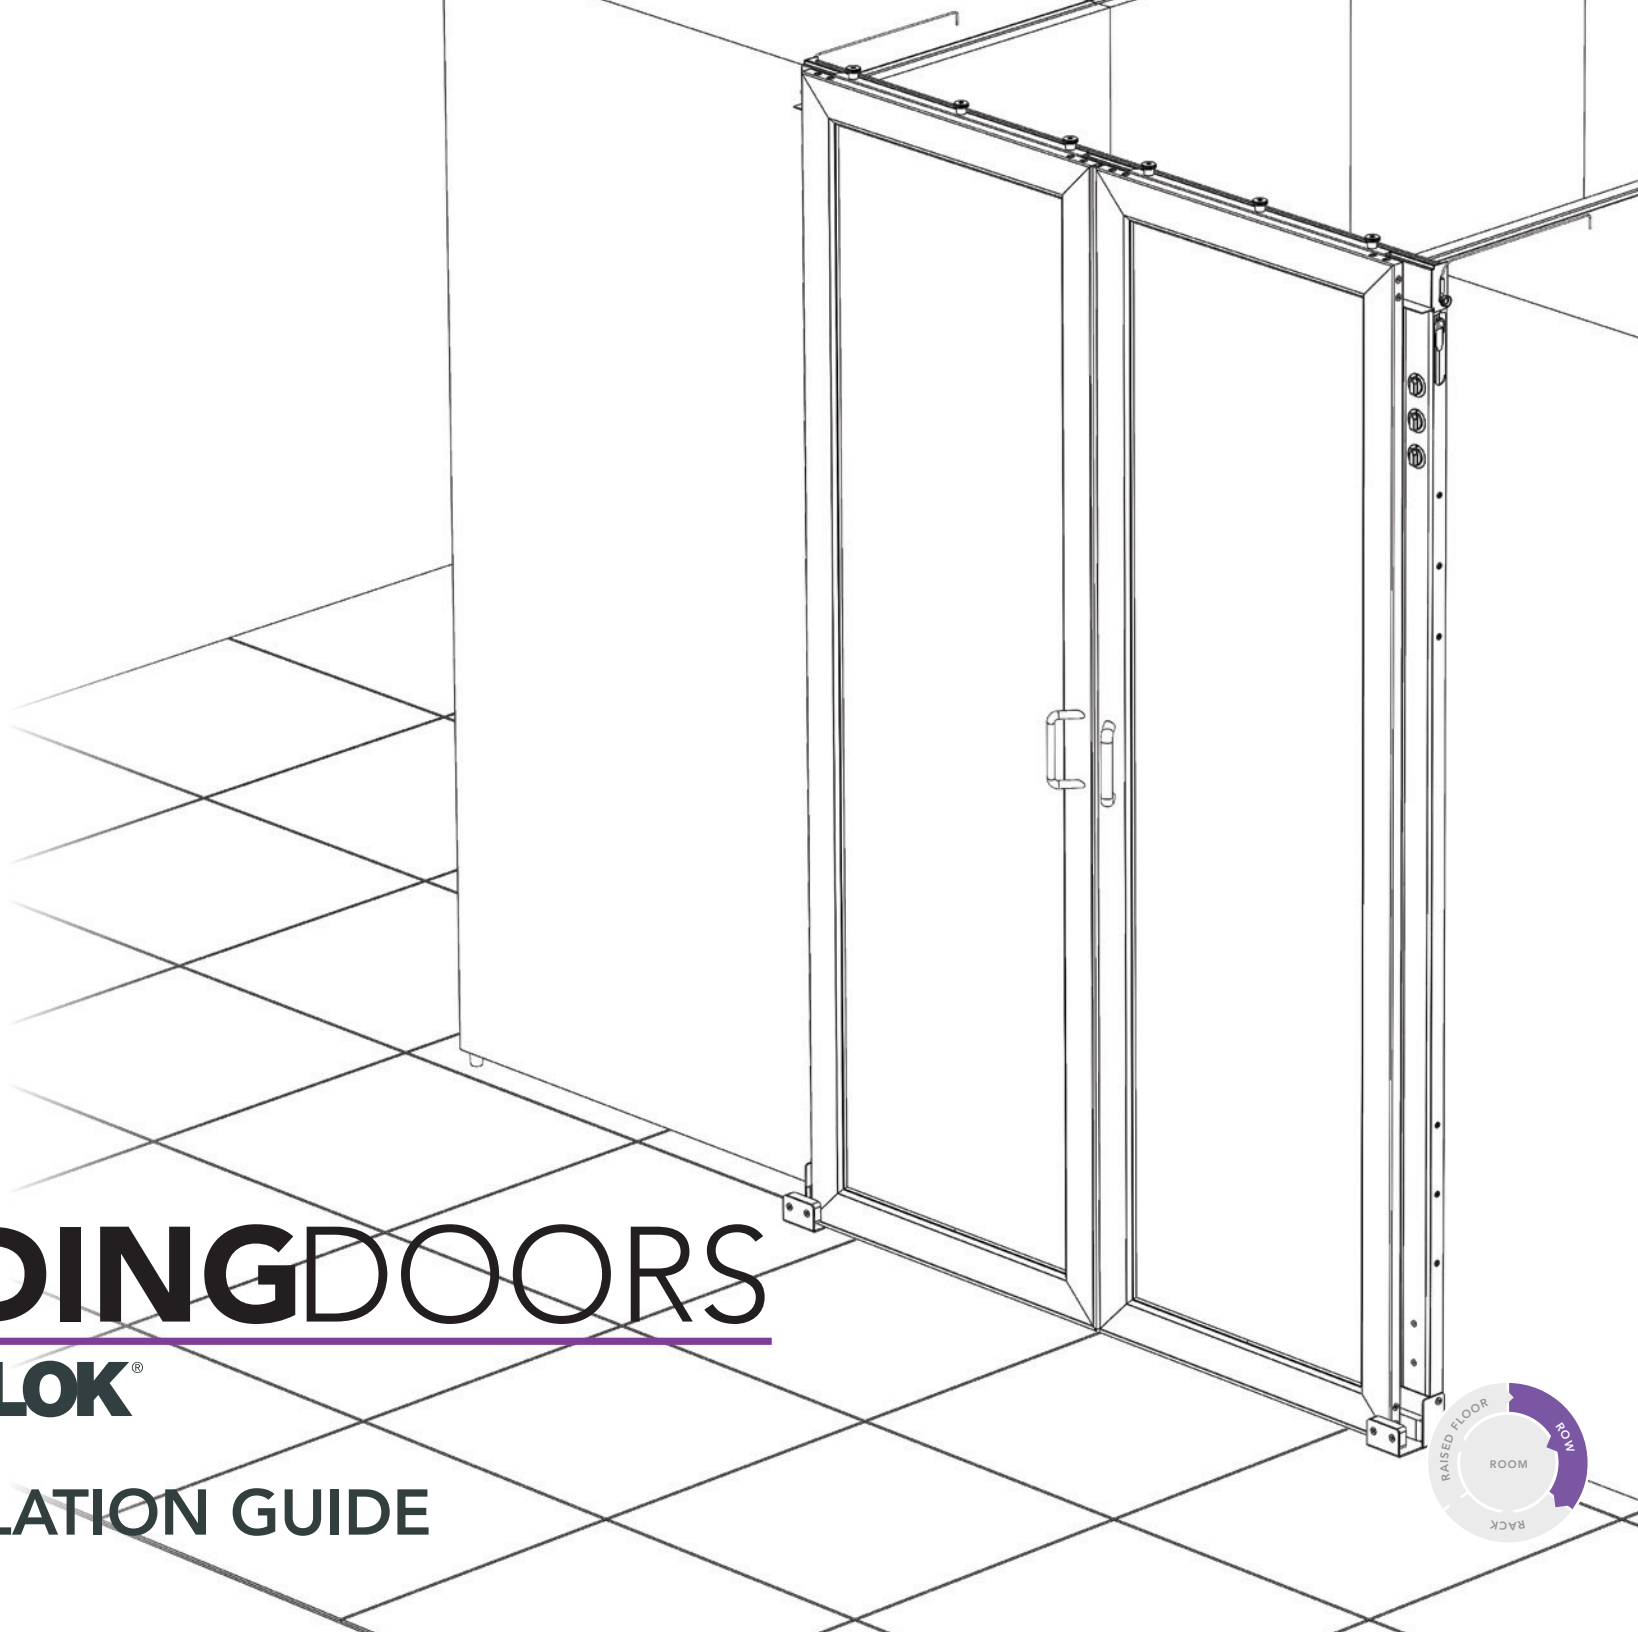 DINGDOORS
LOK®
LATION GUIDE
RAISED FLOOR
ROW
ROOM
RACK